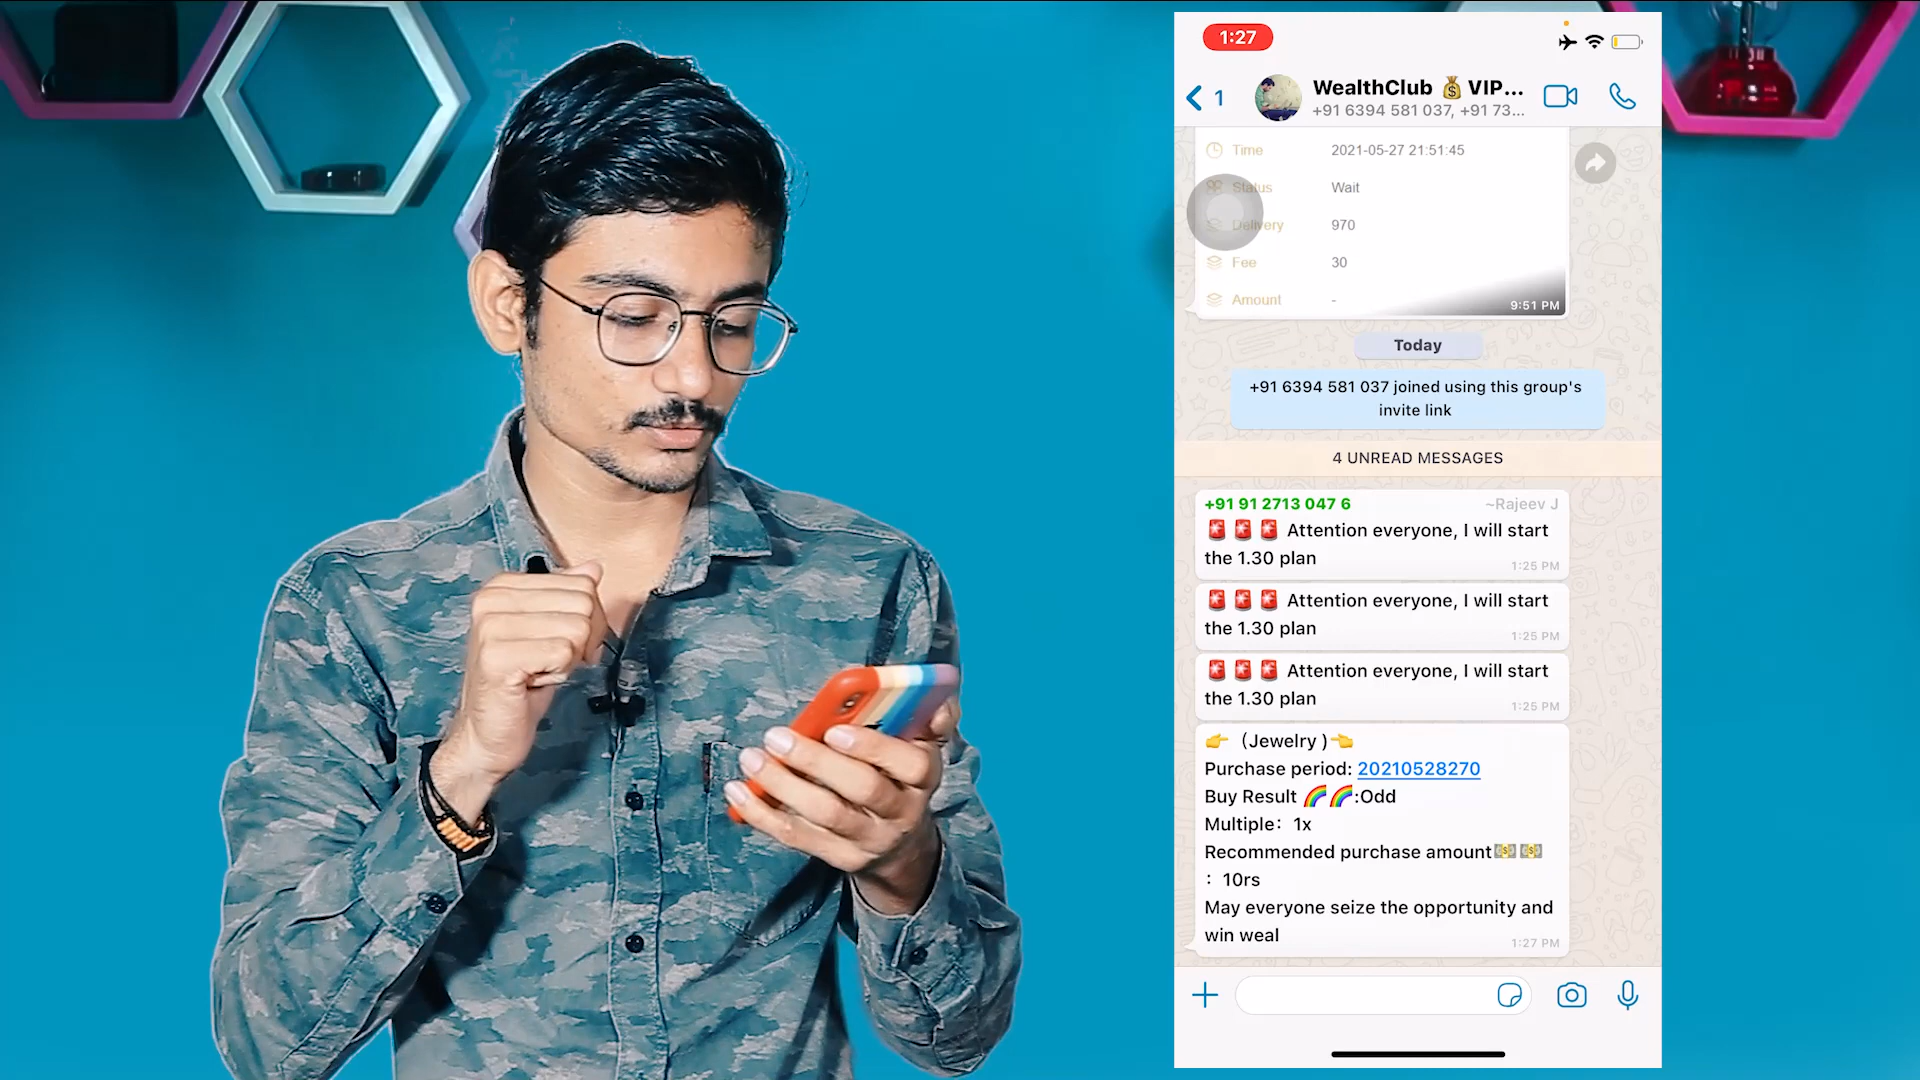 1:27
1
WealthClub 💰VIP...
+91 6394 581 037, +91 73...
Time 2021-05-27 21:51:45
Status Wait
Delivery 970
Fee 30
Amount -
9:51 PM
Today
+91 6394 581 037 joined using this group's
invite link
4 UNREAD MESSAGES
+91 91 2713 047 6 ~Rajeev J
🚨🚨🚨 Attention everyone, I will start
the 1.30 plan
1:25 PM
🚨🚨🚨 Attention everyone, I will start
the 1.30 plan
1:25 PM
🚨🚨🚨 Attention everyone, I will start
the 1.30 plan
1:25 PM
👉（Jewelry )👈
Purchase period: 20210528270
Buy Result 🌈🌈:Odd
Multiple：1x
Recommended purchase amount💵💵
：10rs
May everyone seize the opportunity and
win weal
1:27 PM